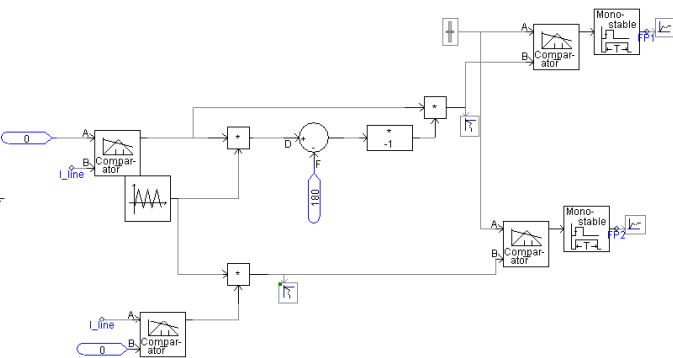 Mono-
stable
T
FP1
A
B
Compar-
ator
*
0
A
B
Compar-
ator
I_line
*
D
+
-
F
*
-1
180
Mono-
stable
T
FP2
A
B
Compar-
ator
*
I_line
A
0
B
Compar-
ator